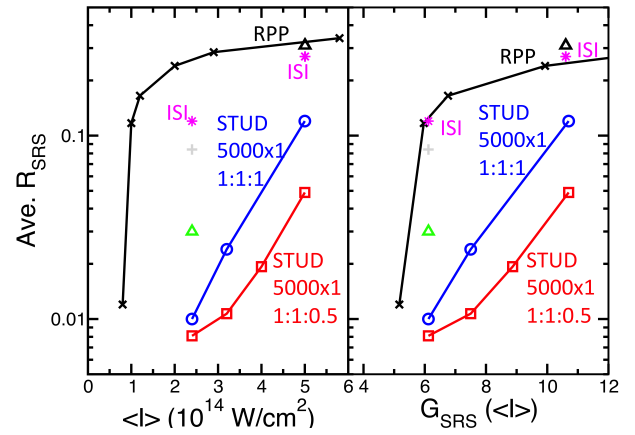 RPP
RPP
ISI
ISI
ISI
ISI
STUD
5000x1
1:1:1
STUD
5000x1
1:1:1
STUD
5000x1
1:1:0.5
STUD
5000x1
1:1:0.5
Ave. R_SRS
0.1
0.01
0 1 2 3 4 5 6
4 6 8 10 12
<I> (10^14 W/cm^2)
G_SRS (<I>)